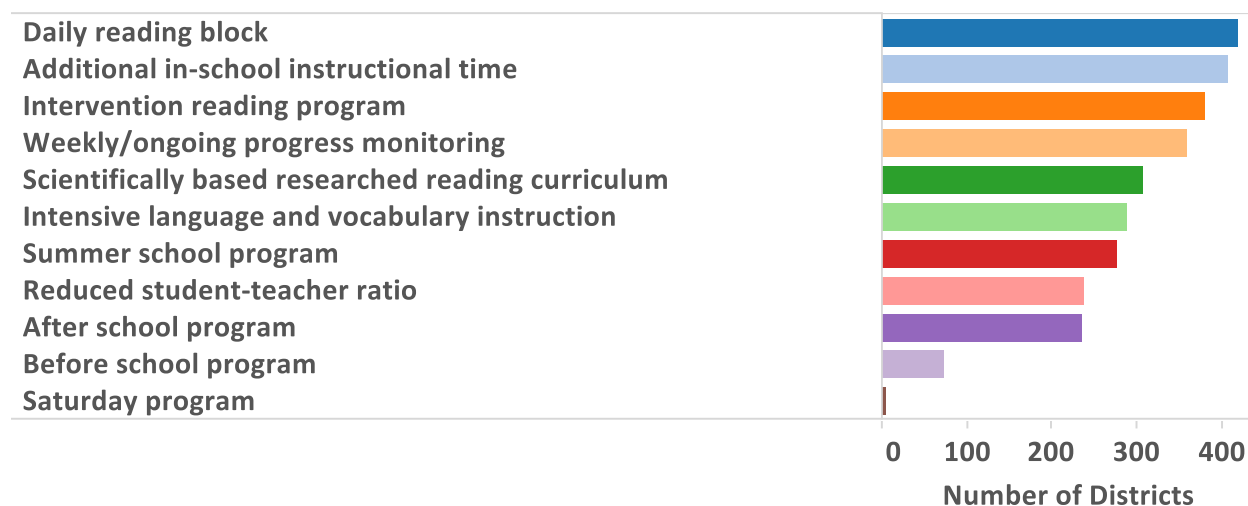 Daily reading block
Additional in-school instructional time
Intervention reading program
Weekly/ongoing progress monitoring
Scientifically based researched reading curriculum
Intensive language and vocabulary instruction
Summer school program
Reduced student-teacher ratio
After school program
Before school program
Saturday program
0 100 200 300 400
Number of Districts